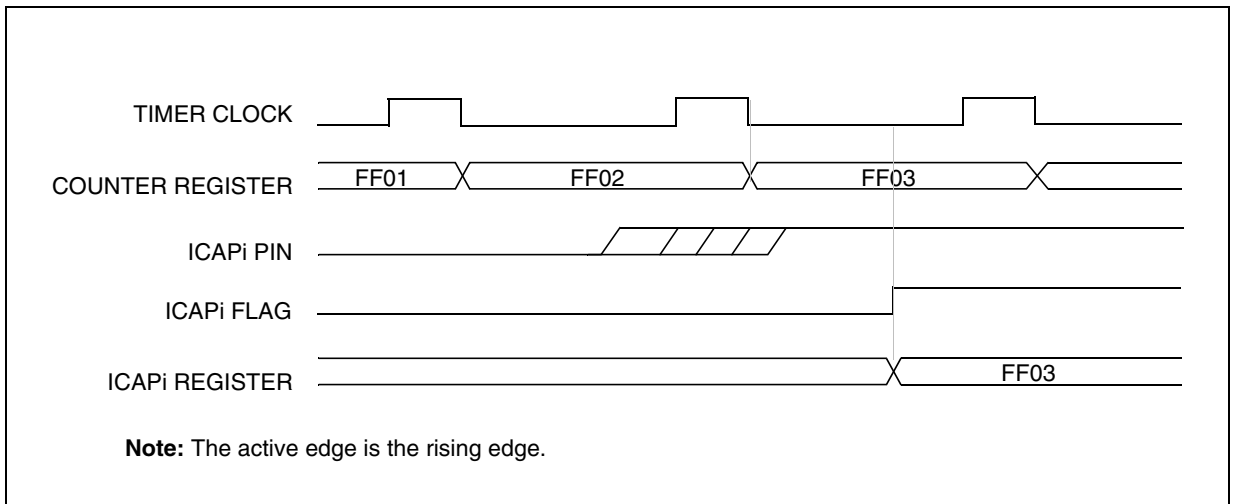 TIMER CLOCK
COUNTER REGISTER
FF01
FF02
FF03
ICAPi PIN
ICAPi FLAG
ICAPi REGISTER
FF03
Note: The active edge is the rising edge.